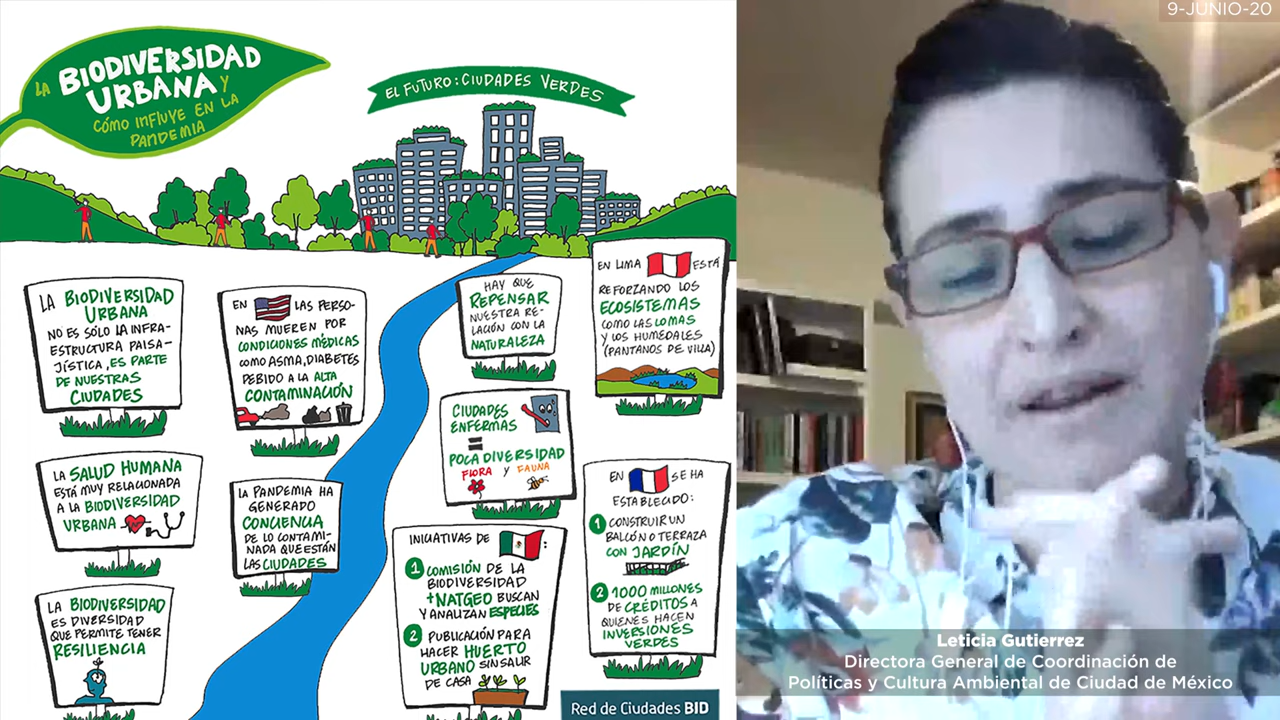 LA BIODIVERSIDAD
URBANA Y
CÓMO INFLUYE EN LA
PANDEMIA
EL FUTURO: CIUDADES VERDES
LA BIODIVERSIDAD
URBANA
NO ES SÓLO LA INFRA-
ESTRUCTURA PAISA-
JÍSTICA, ES PARTE
DE NUESTRAS
CIUDADES
EN LAS PERSO-
NAS MUEREN POR
CONDICIONES MÉDICAS
COMO ASMA, DIABETES
DEBIDO A LA ALTA
CONTAMINACIÓN
HAY QUE
REPENSAR
NUESTRA RE-
LACIÓN CON LA
NATURALEZA
EN LIMA ESTÁ
REFORZANDO LOS
ECOSISTEMAS
COMO LAS LOMAS
Y LOS HUMEDALES
(PANTANOS DE VILLA)
LA SALUD HUMANA
ESTÁ MUY RELACIONADA
A LA BIODIVERSIDAD
URBANA
LA PANDEMIA HA
GENERADO
CONCIENCIA
DE LO CONTAMI-
NADA QUE ESTÁN
LAS CIUDADES
CIUDADES
ENFERMAS
=
POCA DIVERSIDAD
FLORA Y FAUNA
LA BIODIVERSIDAD
ES DIVERSIDAD
QUE PERMITE TENER
RESILIENCIA
INICIATIVAS DE :
1 COMISIÓN DE LA
BIODIVERSIDAD
+NATGEO BUSCAN
Y ANALIZAN ESPECIES
2 PUBLICACIÓN PARA
HACER HUERTO
URBANO SIN SALIR
DE CASA
EN SE HA
ESTABLECIDO:
1 CONSTRUIR UN
BALCÓN O TERRAZA
CON JARDÍN
2 1000 MILLONES
DE CRÉDITOS A
QUIENES HACEN
INVERSIONES
VERDES
Red de Ciudades BID
9-JUNIO-20
Leticia Gutierrez
Directora General de Coordinación de
Políticas y Cultura Ambiental de Ciudad de México